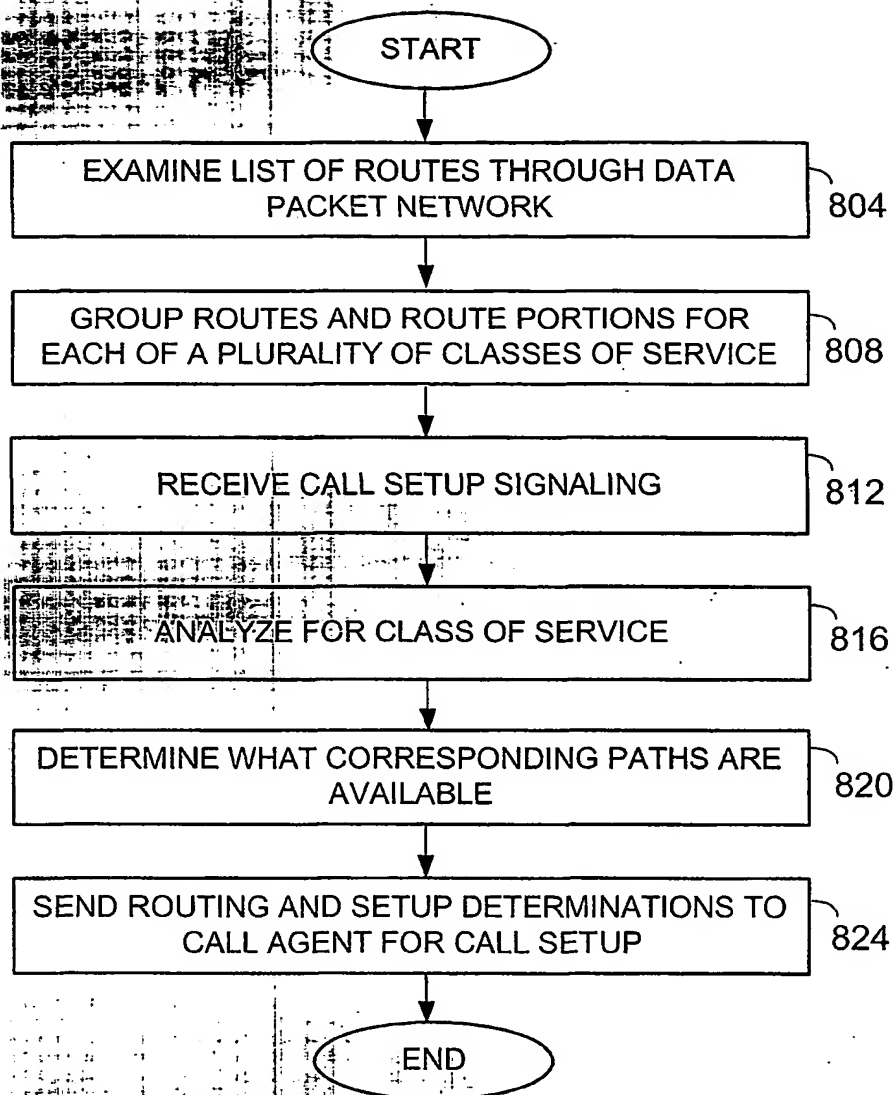 START
EXAMINE LIST OF ROUTES THROUGH DATA
PACKET NETWORK
804
GROUP ROUTES AND ROUTE PORTIONS FOR
EACH OF A PLURALITY OF CLASSES OF SERVICE
808
RECEIVE CALL SETUP SIGNALING
812
ANALYZE FOR CLASS OF SERVICE
816
DETERMINE WHAT CORRESPONDING PATHS ARE
AVAILABLE
820
SEND ROUTING AND SETUP DETERMINATIONS TO
CALL AGENT FOR CALL SETUP
824
END